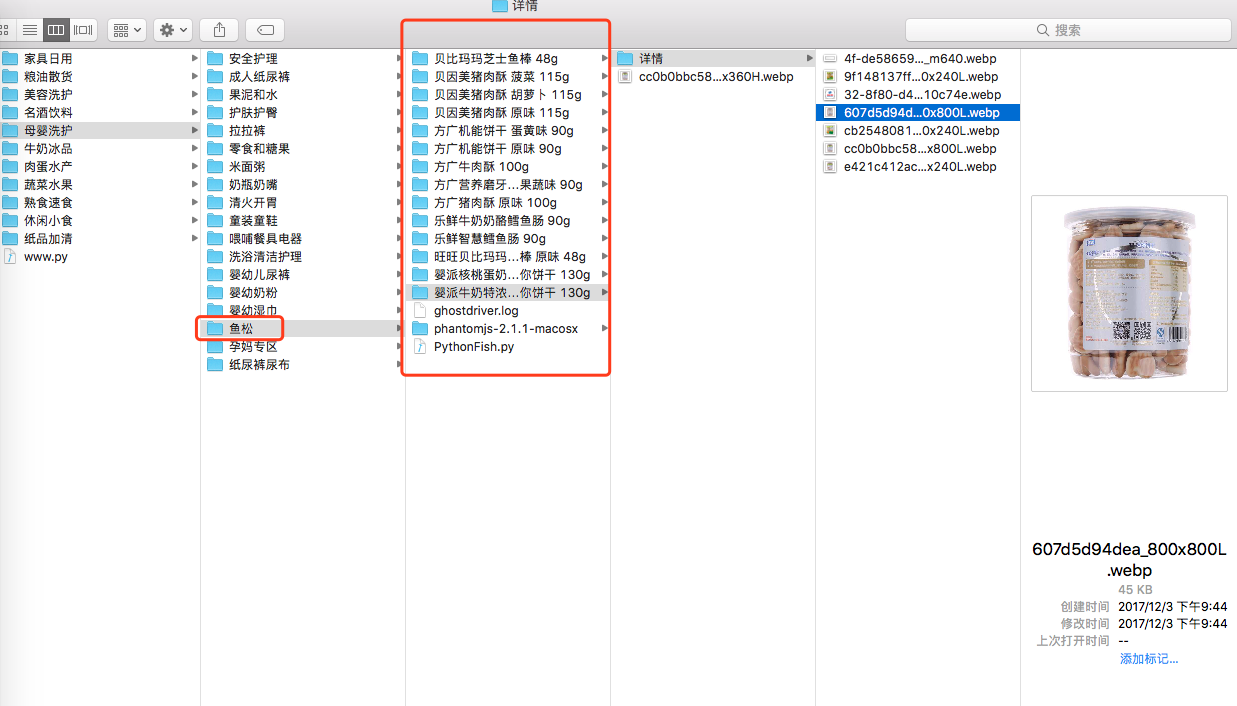 详情
搜索
家具日用
粮油散货
美容洗护
名酒饮料
母婴洗护
牛奶冰品
肉蛋水产
蔬菜水果
熟食速食
休闲小食
纸品加清
www.py
安全护理
成人纸尿裤
果泥和水
护肤护臀
拉拉裤
零食和糖果
米面粥
奶瓶奶嘴
清火开胃
童装童鞋
喂哺餐具电器
洗浴清洁护理
婴幼儿尿裤
婴幼奶粉
婴幼湿巾
鱼松
孕妈专区
纸尿裤尿布
贝比玛玛芝士鱼棒 48g
贝因美猪肉酥 菠菜 115g
贝因美猪肉酥 胡萝卜 115g
贝因美猪肉酥 原味 115g
方广机能饼干 蛋黄味 90g
方广机能饼干 原味 90g
方广牛肉酥 100g
方广营养磨牙...果蔬味 90g
方广猪肉酥 原味 100g
乐鲜牛奶奶酪鳕鱼肠 90g
乐鲜智慧鳕鱼肠 90g
旺旺贝比玛玛...棒 原味 48g
婴派核桃蛋奶...你饼干 130g
婴派牛奶特浓...你饼干 130g
ghostdriver.log
phantomjs-2.1.1-macosx
PythonFish.py
详情
cc0b0bbc58...x360H.webp
4f-de58659..._m640.webp
9f148137ff...0x240L.webp
32-8f80-d4...10c74e.webp
607d5d94d...0x800L.webp
cb2548081...0x240L.webp
cc0b0bbc58...x800L.webp
e421c412ac...x240L.webp
607d5d94dea_800x800L
.webp
45 KB
创建时间 2017/12/3 下午9:44
修改时间 2017/12/3 下午9:44
上次打开时间 --
添加标记...